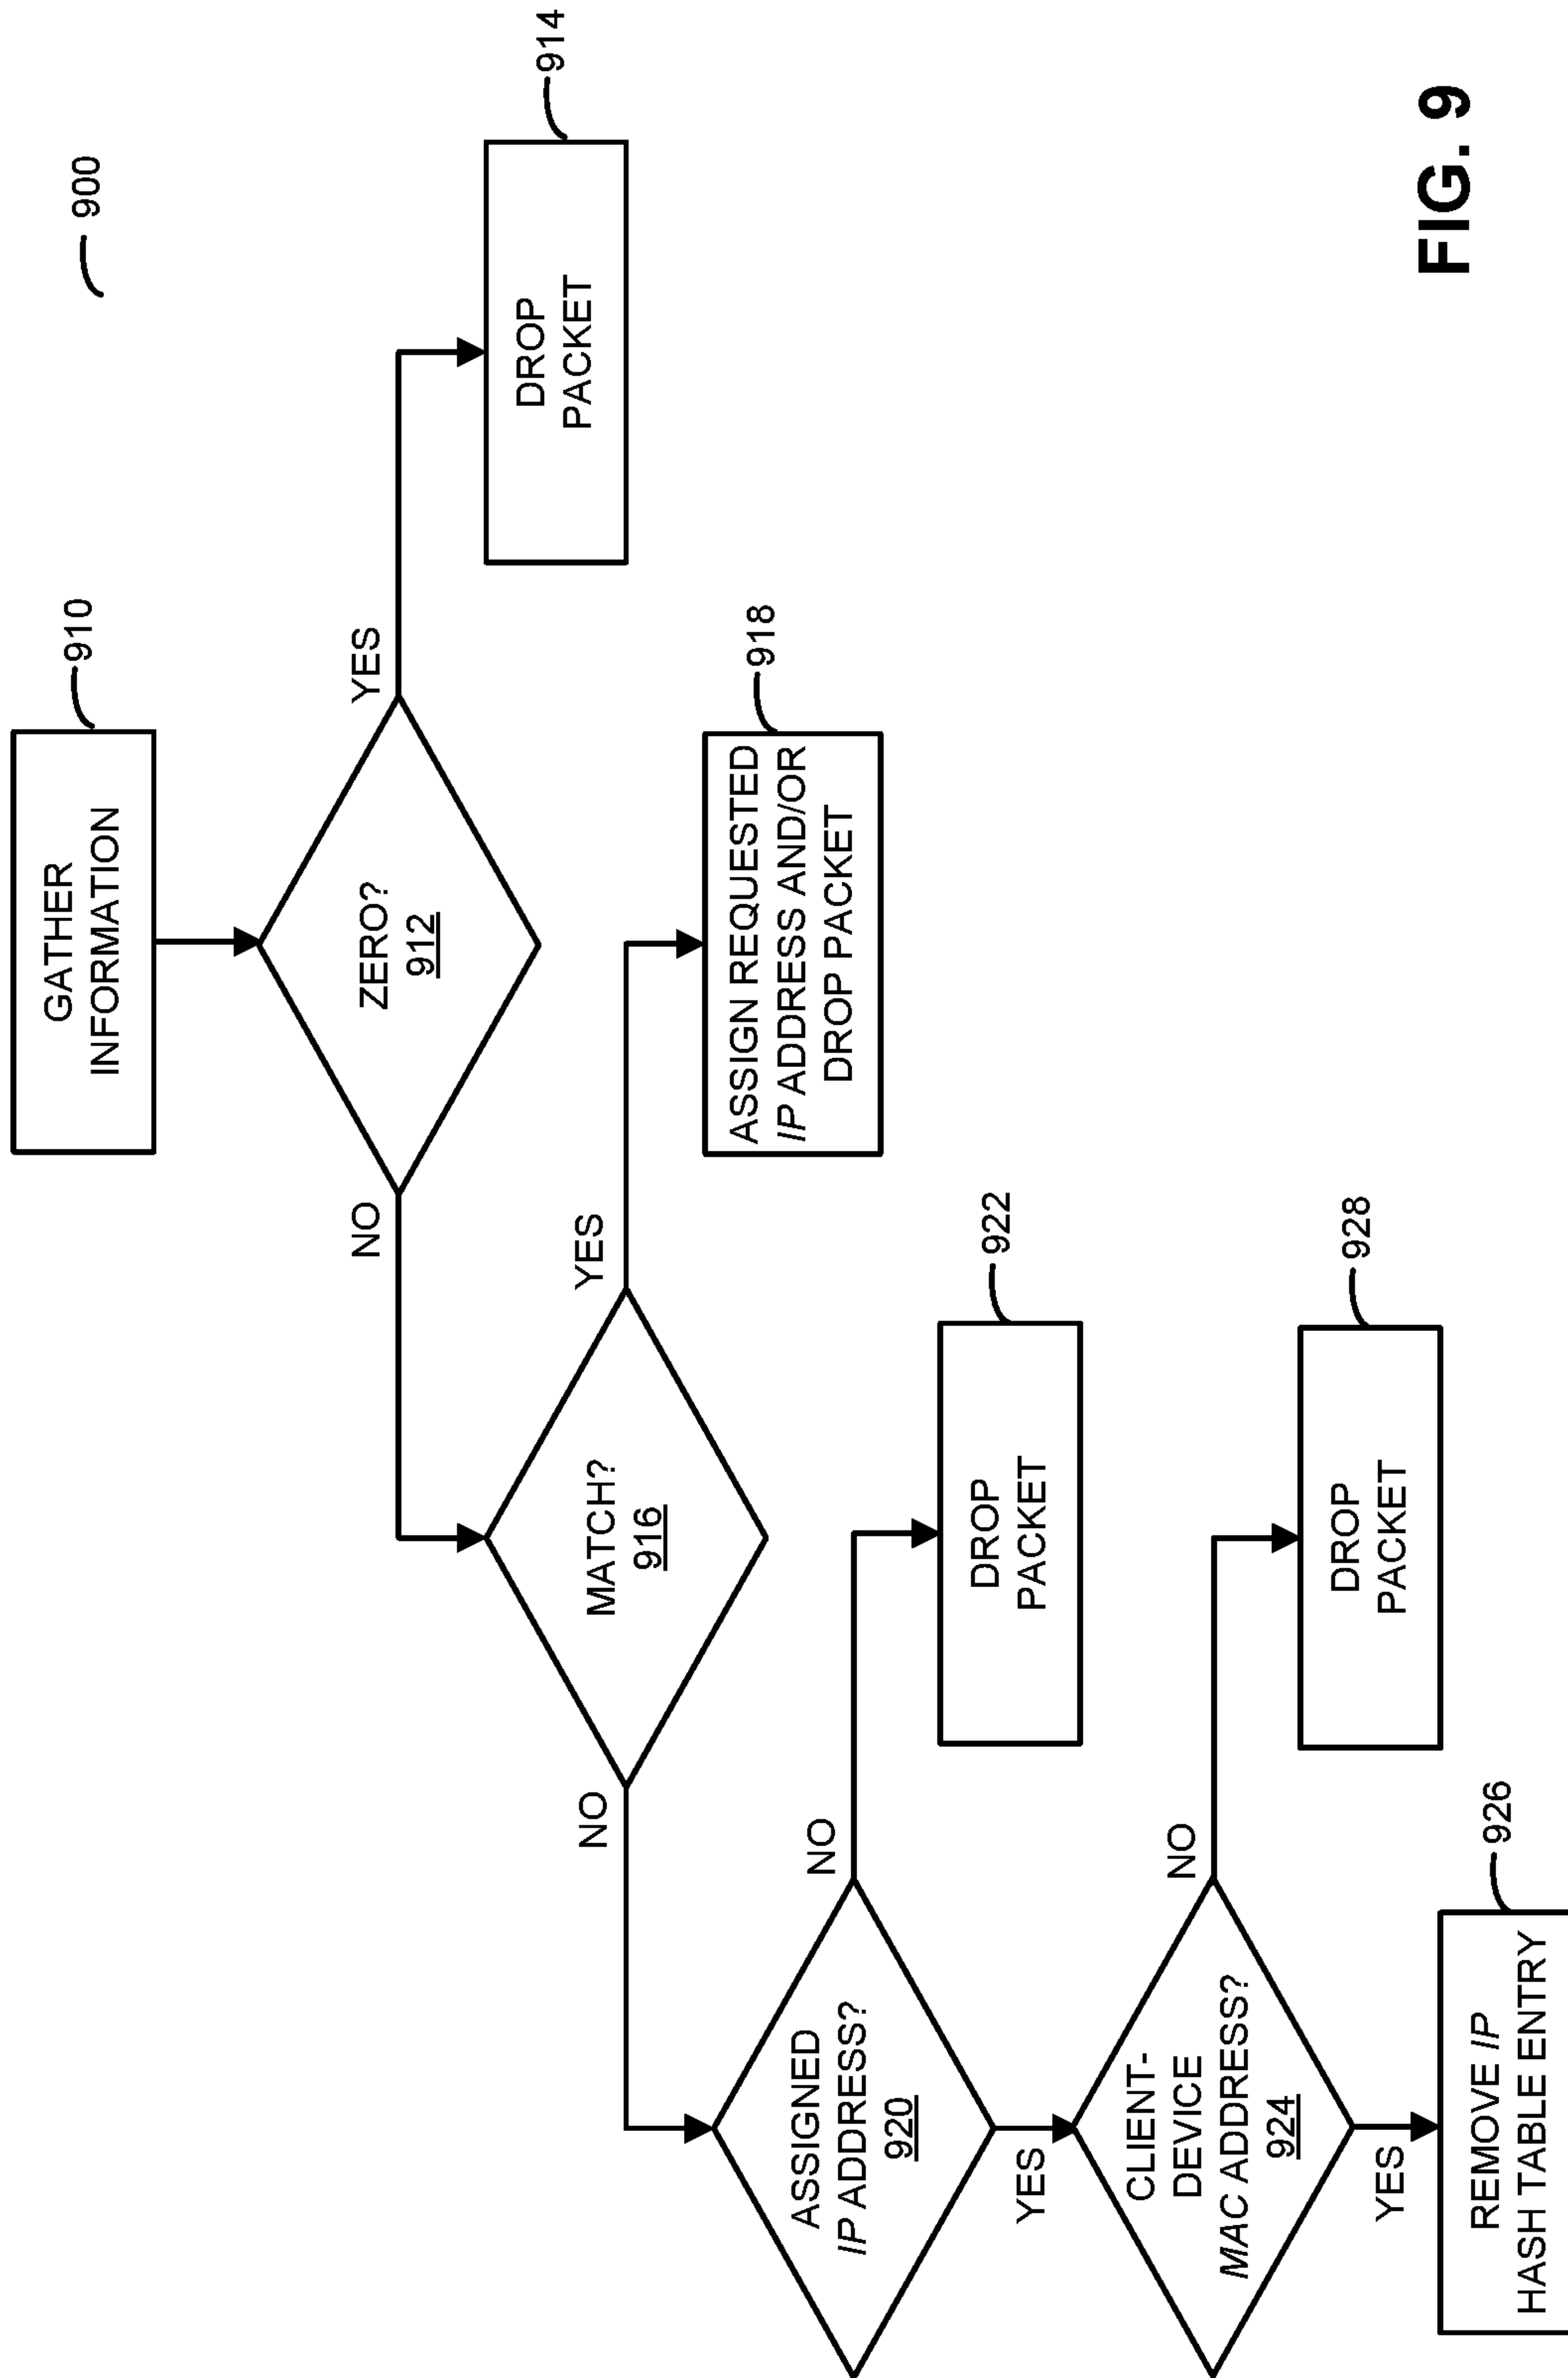 900
GATHER
INFORMATION
910
ZERO?
912
YES
NO
DROP
PACKET
914
MATCH?
916
YES
NO
ASSIGN REQUESTED
IP ADDRESS AND/OR
DROP PACKET
918
ASSIGNED
IP ADDRESS?
920
NO
YES
DROP
PACKET
922
CLIENT-
DEVICE
MAC ADDRESS?
924
NO
YES
DROP
PACKET
928
REMOVE IP
HASH TABLE ENTRY
926
FIG. 9